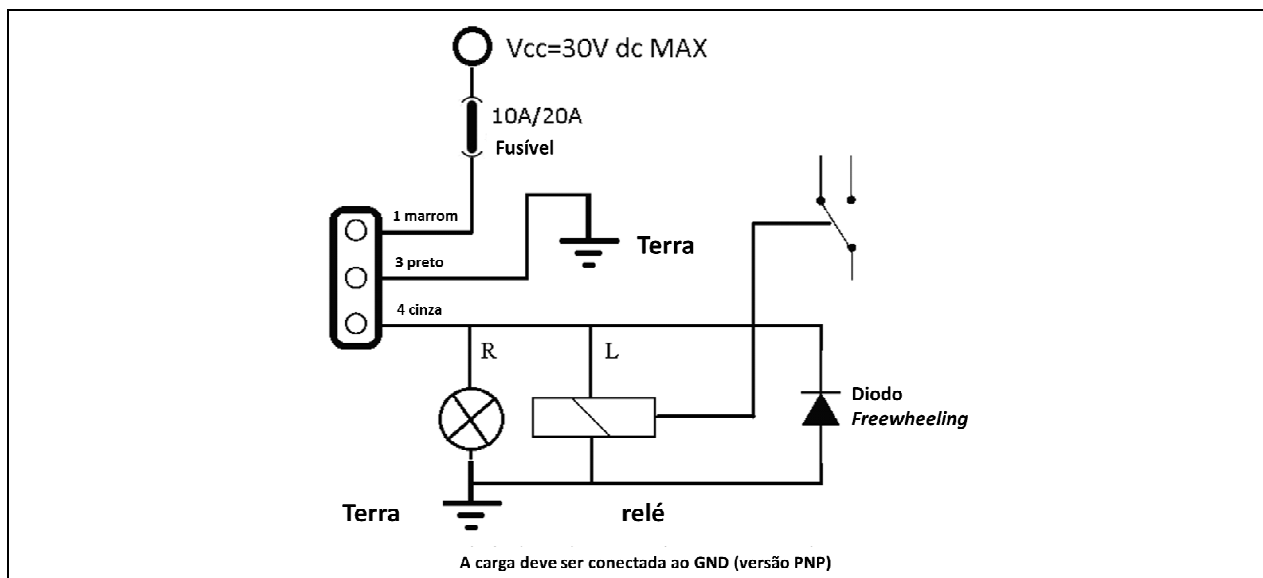 Vcc=30V dc MAX
10A/20A
Fusível
1 marrom
3 preto
Terra
4 cinza
R
L
Diodo
Freewheeling
Terra
relé
A carga deve ser conectada ao GND (versão PNP)